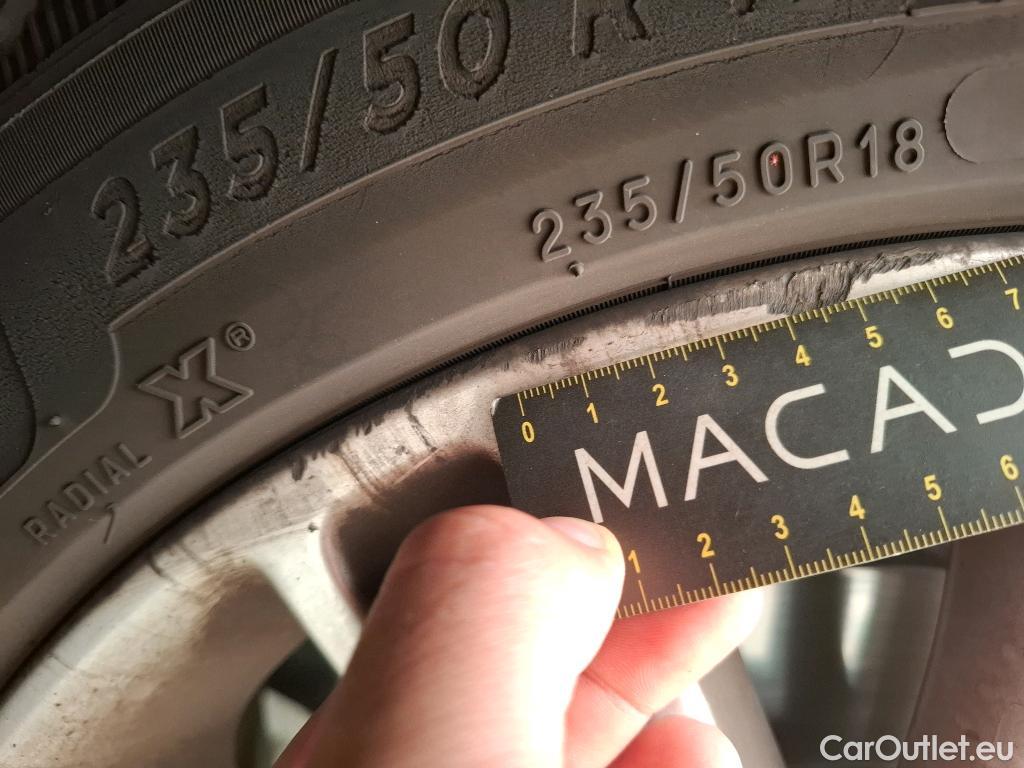 235/50 R
235/50R18
RADIAL X®
0 1 2 3 4 5 6 7
MACAD
1 2 3 4 5 6
CarOutlet.eu